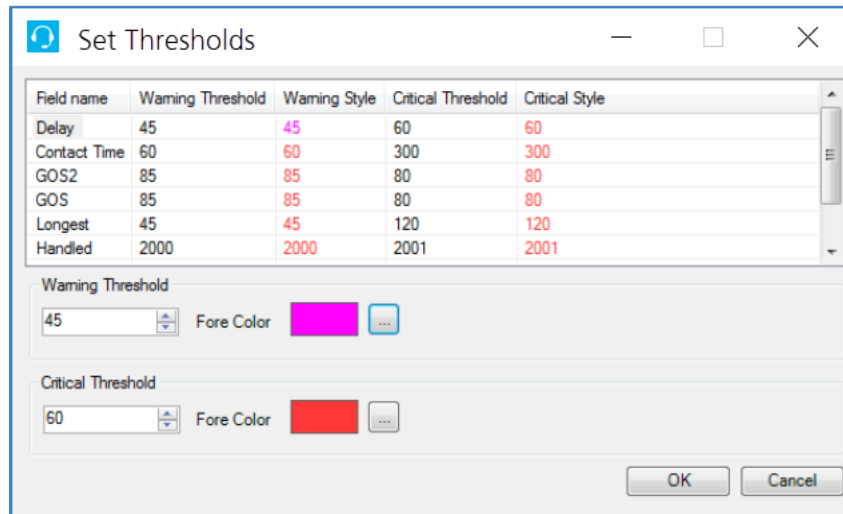 Set Thresholds
Field name Warning Threshold Warning Style Critical Threshold Critical Style
Delay 45 45 60 60
Contact Time 60 60 300 300
GOS2 85 85 80 80
GOS 85 85 80 80
Longest 45 45 120 120
Handled 2000 2000 2001 2001
Warning Threshold
45 Fore Color ...
Critical Threshold
60 Fore Color ...
OK Cancel